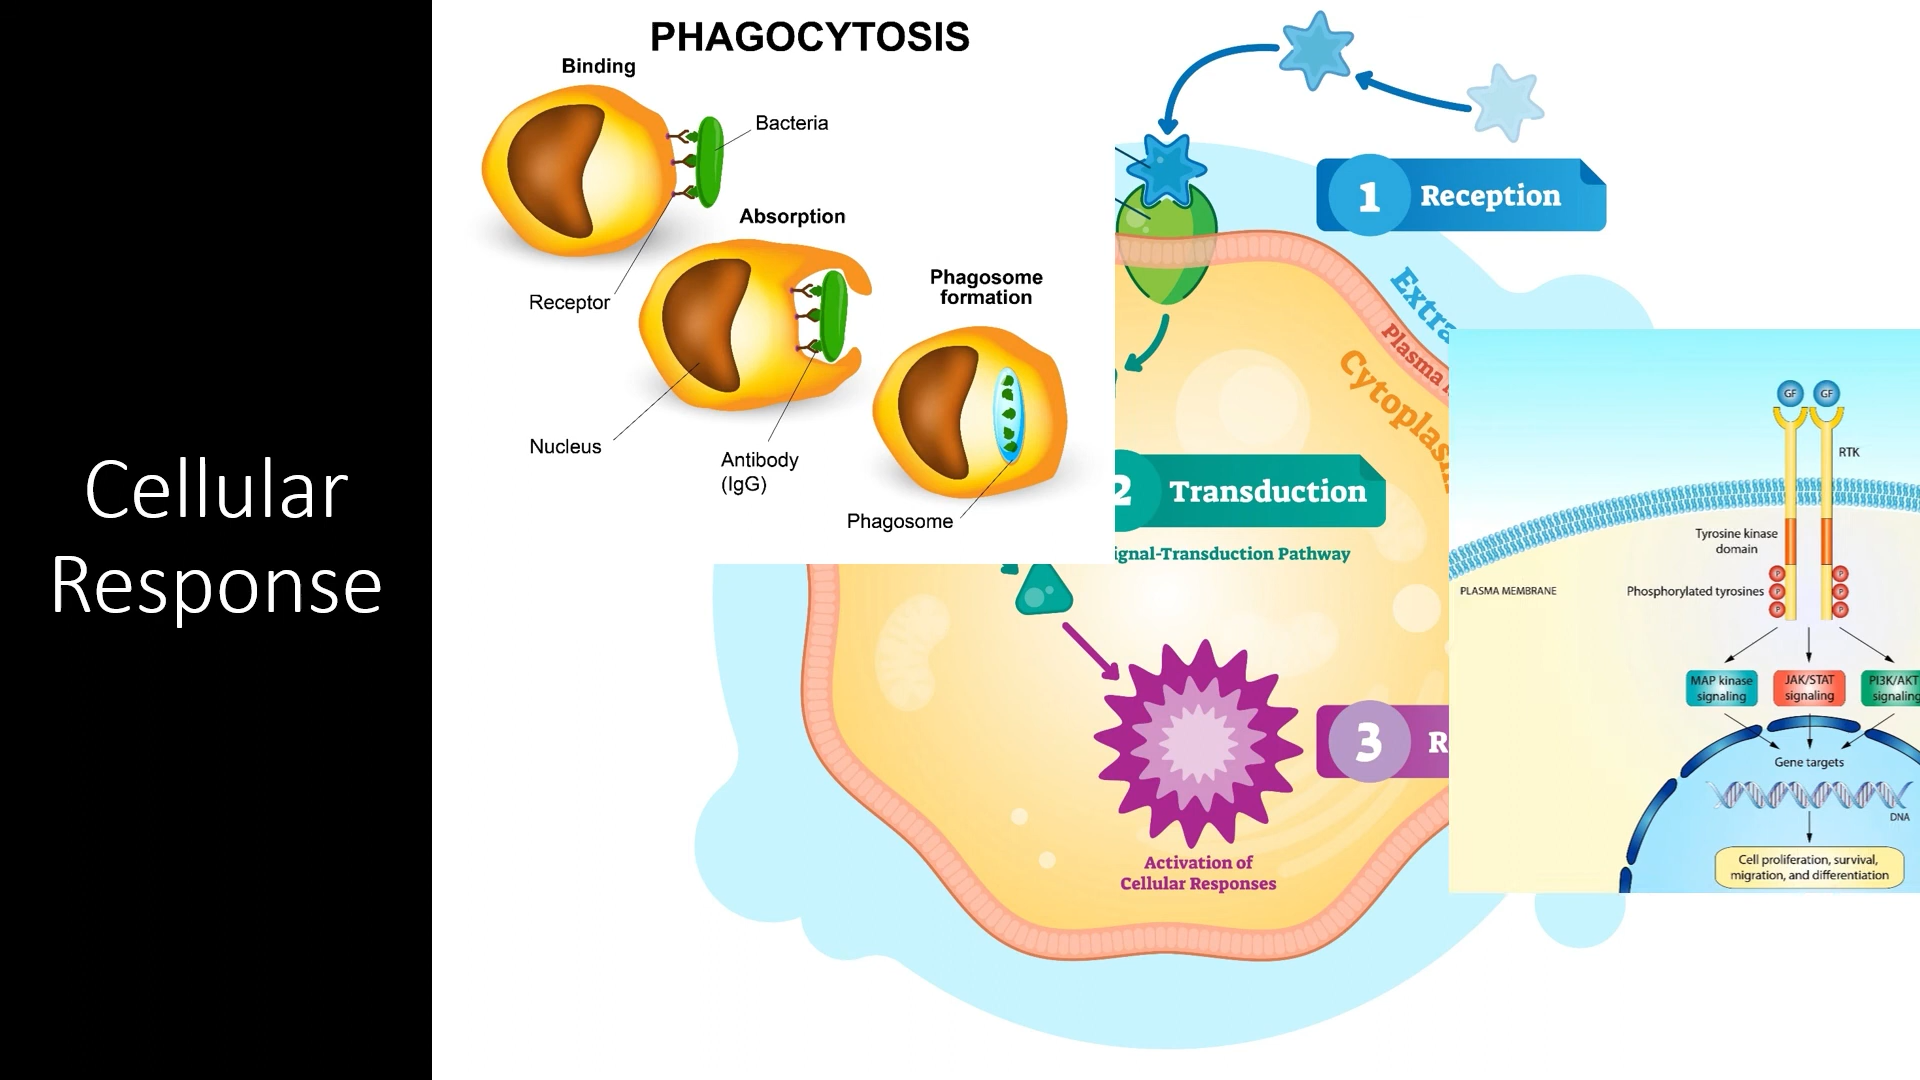 Cellular
Response
PHAGOCYTOSIS
Binding
Bacteria
Absorption
Receptor
Phagosome
formation
Nucleus
Antibody
(IgG)
Phagosome
1 Reception
Extra
Plasma
Cytoplasm
2 Transduction
ignal-Transduction Pathway
3 R
Activation of
Cellular Responses
GF GF
RTK
Tyrosine kinase
domain
PLASMA MEMBRANE
Phosphorylated tyrosines
P P
P P
P P
MAP kinase
signaling
JAK/STAT
signaling
PI3K/AKT
signaling
Gene targets
DNA
Cell proliferation, survival,
migration, and differentiation